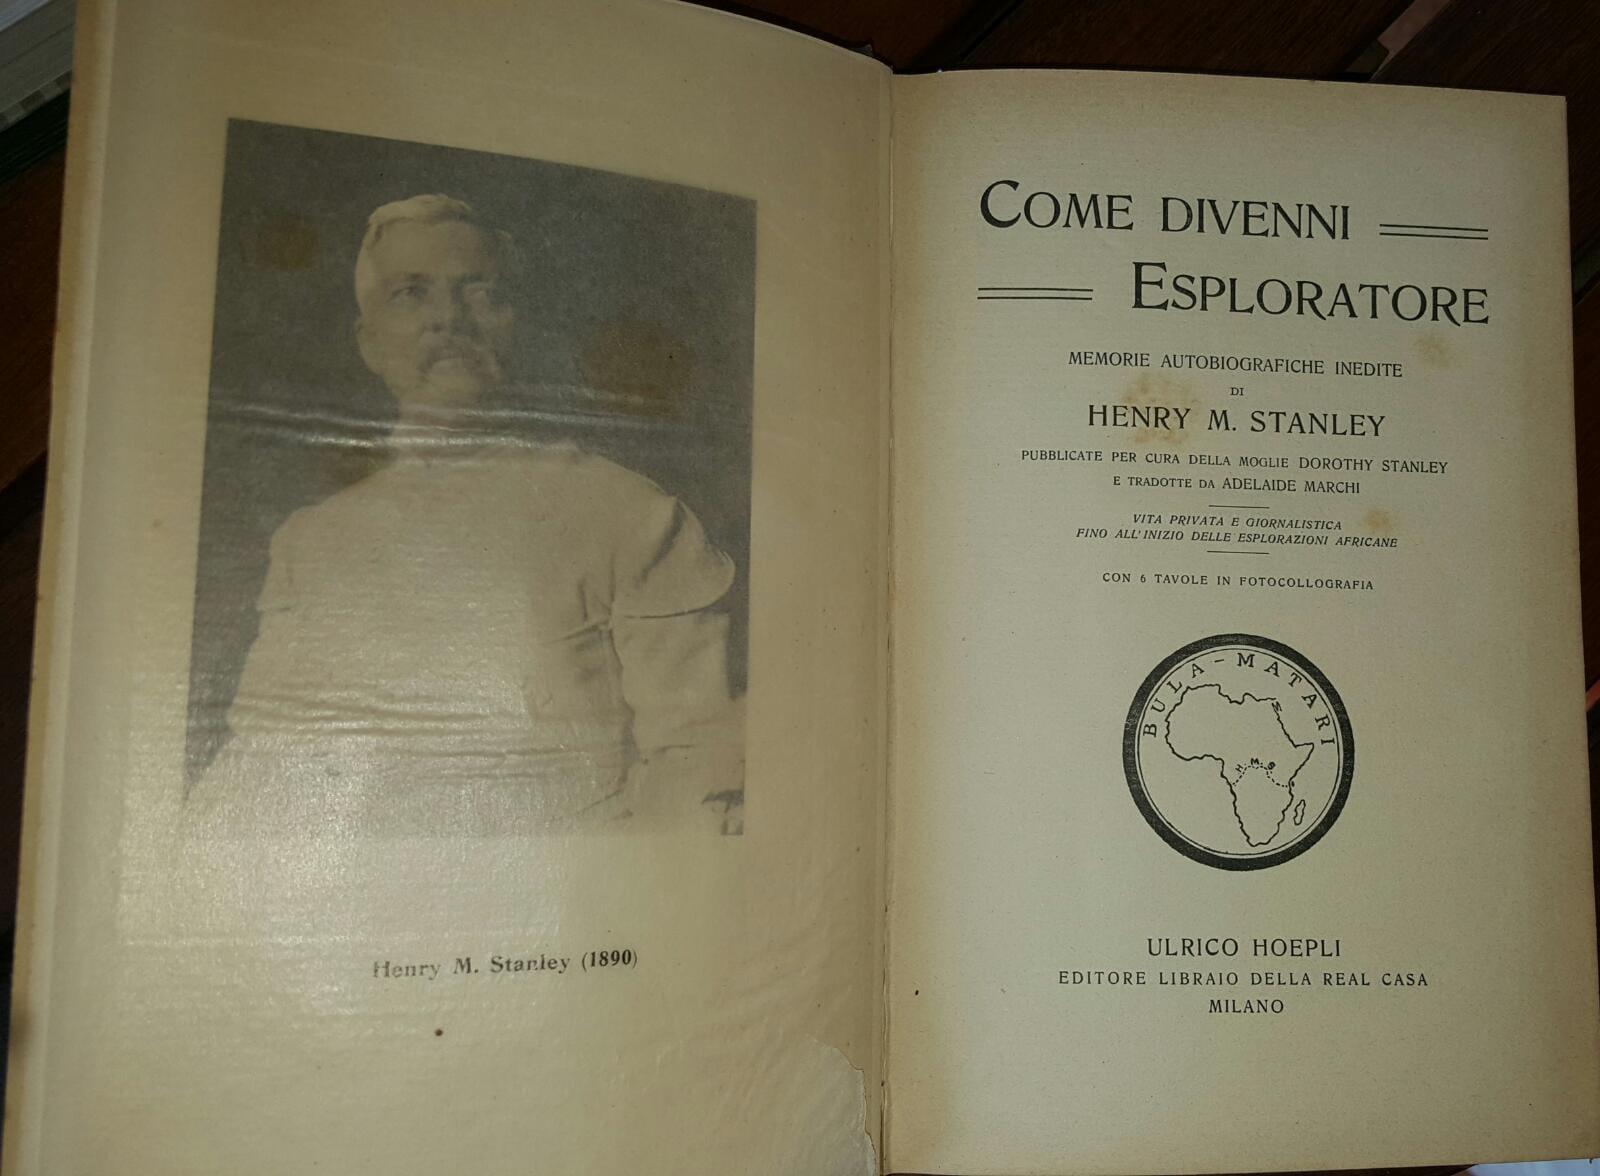 Henry M. Stanley (1890)
COME DIVENNI
ESPLORATORE
MEMORIE AUTOBIOGRAFICHE INEDITE
DI
HENRY M. STANLEY
PUBBLICATE PER CURA DELLA MOGLIE DOROTHY STANLEY
E TRADOTTE DA ADELAIDE MARCHI
VITA PRIVATA E GIORNALISTICA
FINO ALL'INIZIO DELLE ESPLORAZIONI AFRICANE
CON 6 TAVOLE IN FOTOCOLLOGRAFIA
BULA-MATARI
H M S
ULRICO HOEPLI
EDITORE LIBRAIO DELLA REAL CASA
MILANO